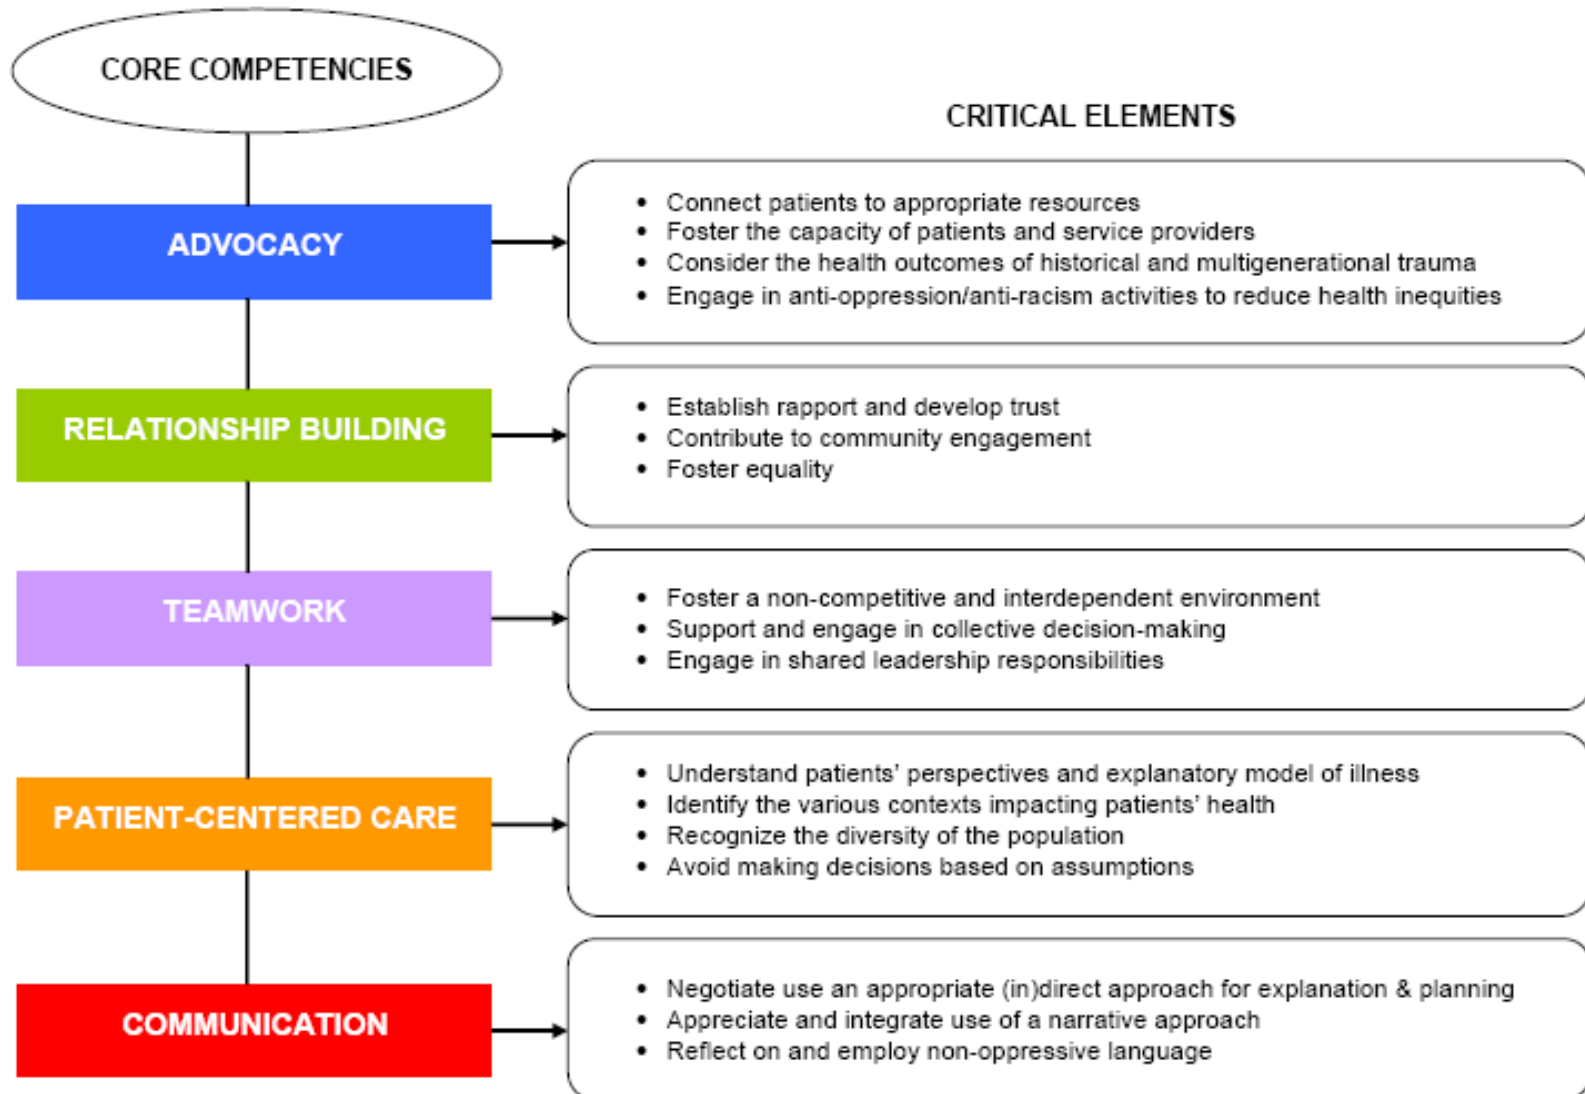 CORE COMPETENCIES
CRITICAL ELEMENTS
ADVOCACY
• Connect patients to appropriate resources
• Foster the capacity of patients and service providers
• Consider the health outcomes of historical and multigenerational trauma
• Engage in anti-oppression/anti-racism activities to reduce health inequities
RELATIONSHIP BUILDING
• Establish rapport and develop trust
• Contribute to community engagement
• Foster equality
TEAMWORK
• Foster a non-competitive and interdependent environment
• Support and engage in collective decision-making
• Engage in shared leadership responsibilities
PATIENT-CENTERED CARE
• Understand patients’ perspectives and explanatory model of illness
• Identify the various contexts impacting patients’ health
• Recognize the diversity of the population
• Avoid making decisions based on assumptions
COMMUNICATION
• Negotiate use an appropriate (in)direct approach for explanation & planning
• Appreciate and integrate use of a narrative approach
• Reflect on and employ non-oppressive language